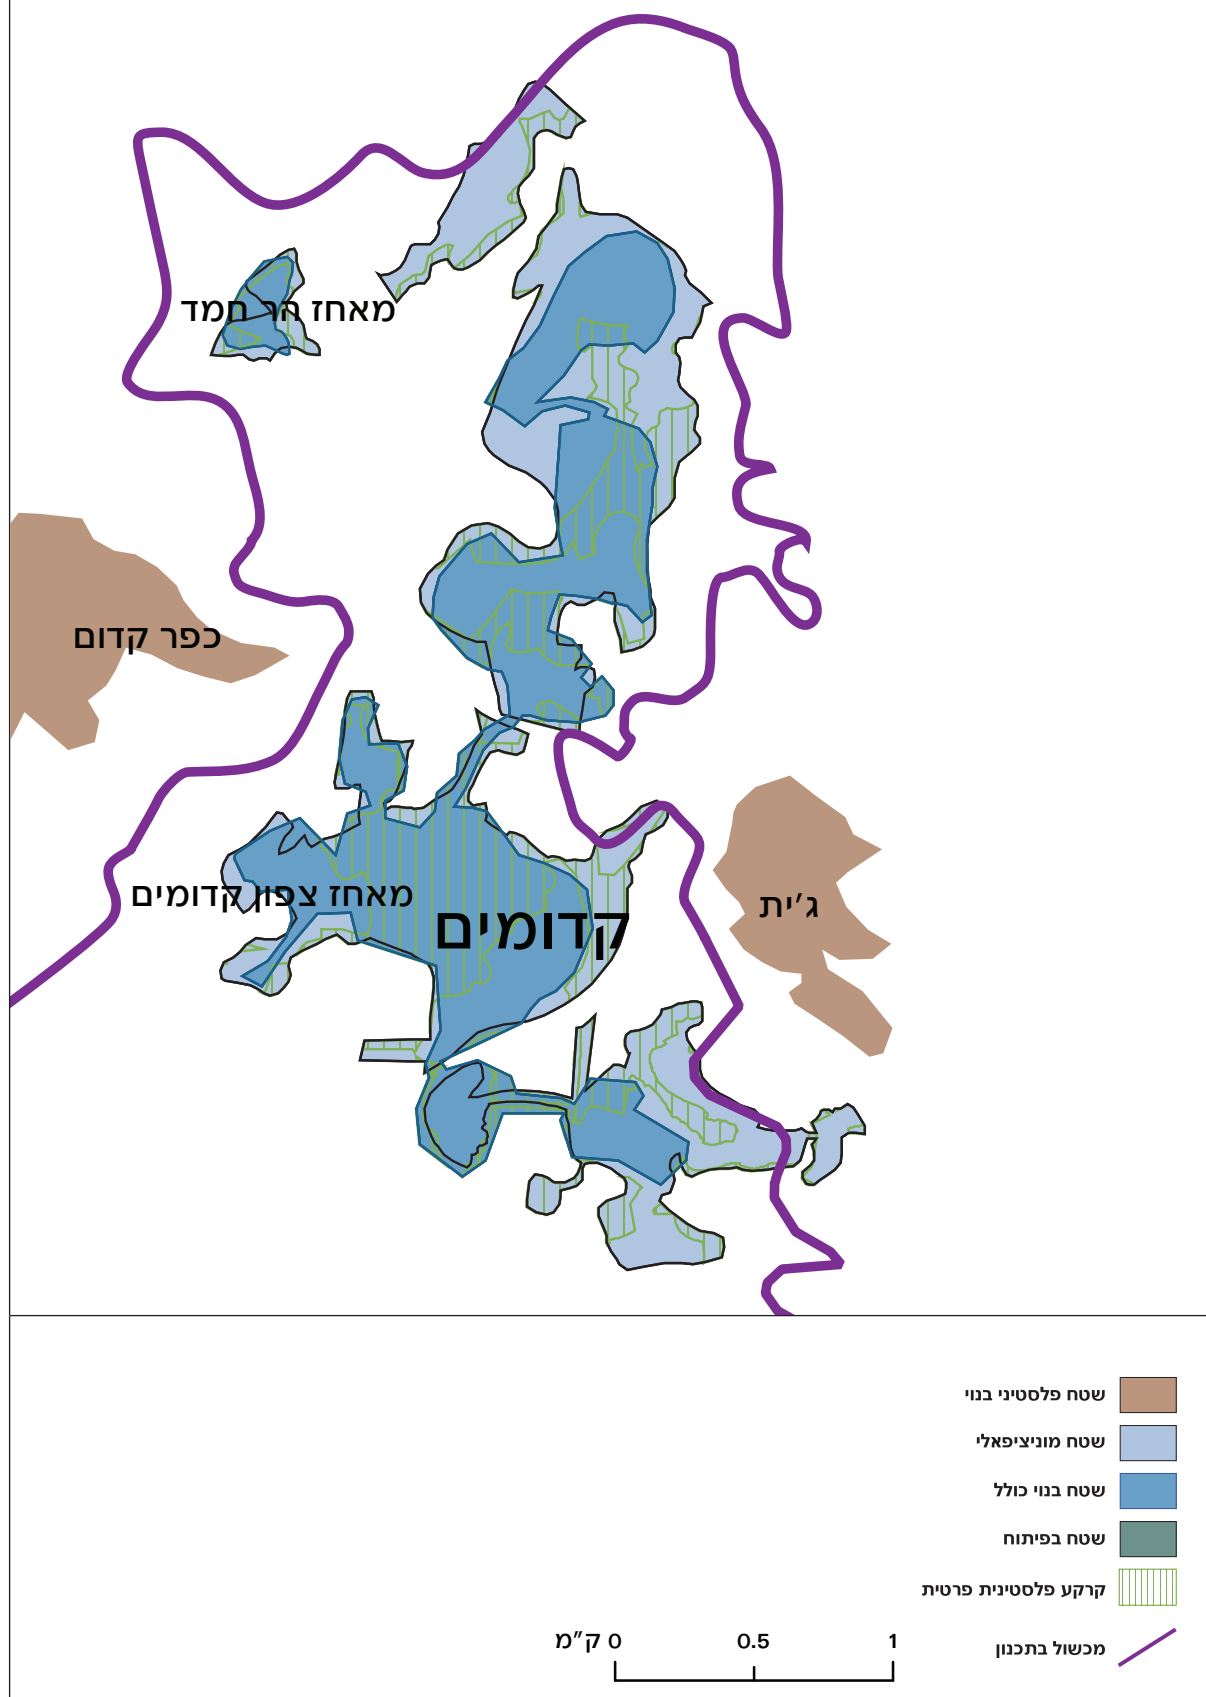 מאחז הר חמד
כפר קדום
מאחז צפון קדומים
קדומים
ג'ית
שטח פלסטיני בנוי
שטח מוניציפאלי
שטח בנוי כולל
שטח בפיתוח
קרקע פלסטינית פרטית
מכשול בתכנון
ק"מ 0 0.5 1